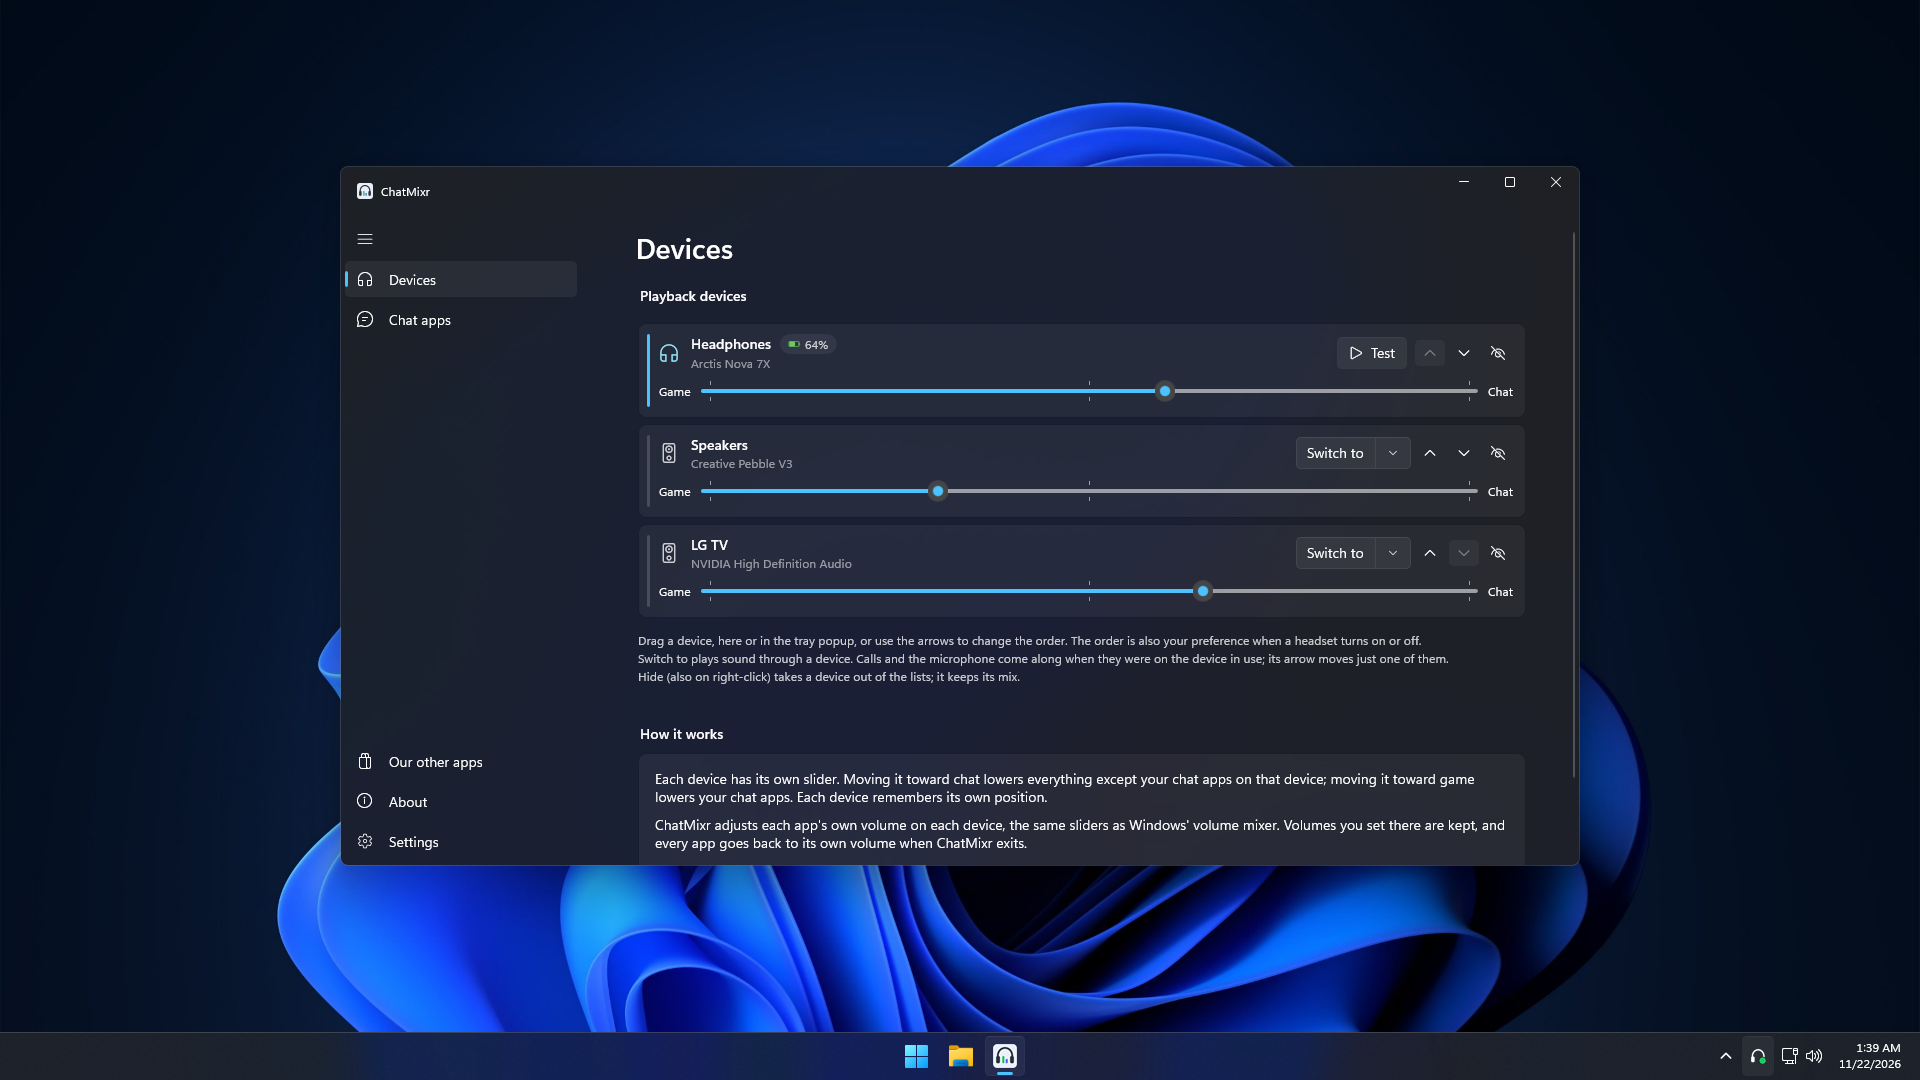 ChatMixr
Devices
Chat apps
Our other apps
About
Settings
Devices
Playback devices
Headphones 64%
Arctis Nova 7X
Test
Game Chat
Speakers
Creative Pebble V3
Switch to
Game Chat
LG TV
NVIDIA High Definition Audio
Switch to
Game Chat
Drag a device, here or in the tray popup, or use the arrows to change the order. The order is also your preference when a headset turns on or off.
Switch to plays sound through a device. Calls and the microphone come along when they were on the device in use; its arrow moves just one of them.
Hide (also on right-click) takes a device out of the lists; it keeps its mix.
How it works
Each device has its own slider. Moving it toward chat lowers everything except your chat apps on that device; moving it toward game
lowers your chat apps. Each device remembers its own position.
ChatMixr adjusts each app's own volume on each device, the same sliders as Windows' volume mixer. Volumes you set there are kept, and
every app goes back to its own volume when ChatMixr exits.
1:39 AM
11/22/2026